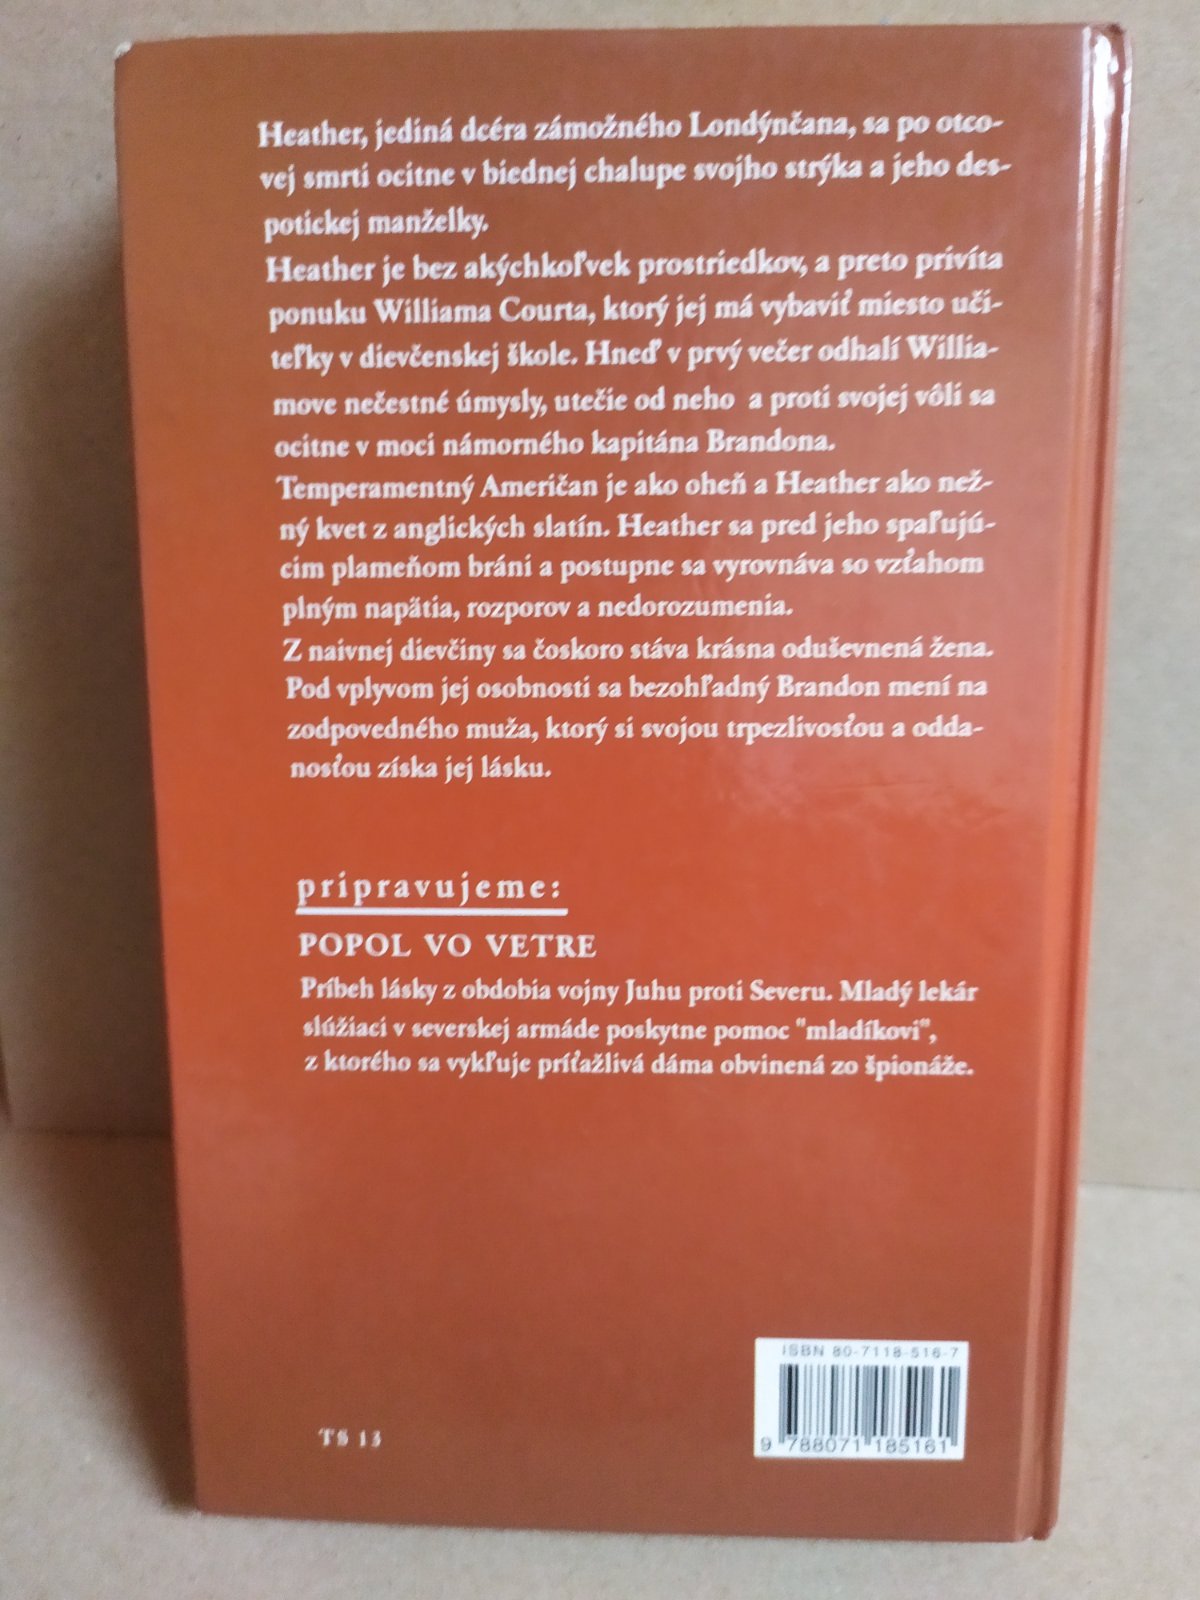 Heather, jediná dcéra zámožného Londýnčana, sa po otco-
vej smrti ocitne v biednej chalupe svojho strýka a jeho des-
potickej manželky.
Heather je bez akýchkoľvek prostriedkov, a preto privíta
ponuku Williama Courta, ktorý jej má vybaviť miesto uči-
teľky v dievčenskej škole. Hneď v prvý večer odhalí Willia-
move nečestné úmysly, utečie od neho a proti svojej vôli sa
ocitne v moci námorného kapitána Brandona.
Temperamentný Američan je ako oheň a Heather ako než-
ný kvet z anglických slatín. Heather sa pred jeho spaľujú-
cim plameňom bráni a postupne sa vyrovnáva so vzťahom
plným napätia, rozporov a nedorozumenia.
Z naivnej dievčiny sa čoskoro stáva krásna oduševnená žena.
Pod vplyvom jej osobnosti sa bezohľadný Brandon mení na
zodpovedného muža, ktorý si svojou trpezlivosťou a odda-
nosťou získa jej lásku.
pripravujeme:
POPOL VO VETRE
Príbeh lásky z obdobia vojny Juhu proti Severu. Mladý lekár
slúžiaci v severskej armáde poskytne pomoc "mladíkovi",
z ktorého sa vykľuje príťažlivá dáma obvinená zo špionáže.
ISBN 80-7118-516-7
9 788071 185161
TS 13